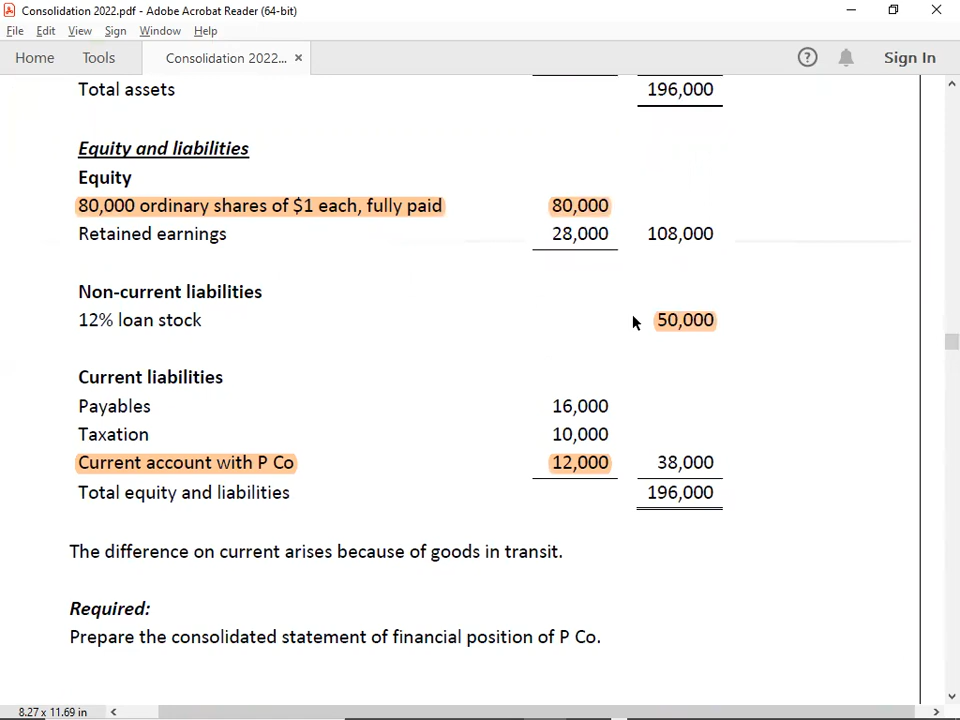 Consolidation 2022.pdf - Adobe Acrobat Reader (64-bit)
File Edit View Sign Window Help
Home Tools Consolidation 2022... × Sign In
Total assets 196,000
Equity and liabilities
Equity
80,000 ordinary shares of $1 each, fully paid 80,000
Retained earnings 28,000 108,000
Non-current liabilities
12% loan stock 50,000
Current liabilities
Payables 16,000
Taxation 10,000
Current account with P Co 12,000 38,000
Total equity and liabilities 196,000
The difference on current arises because of goods in transit.
Required:
Prepare the consolidated statement of financial position of P Co.
8.27 x 11.69 in